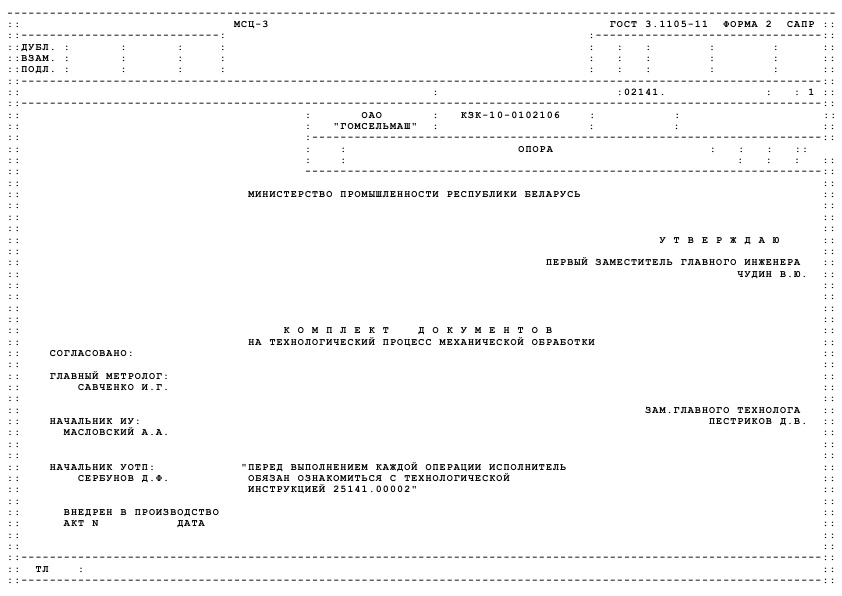 МСЦ-3 ГОСТ 3.1105-11 ФОРМА 2 САПР
ДУБЛ.
ВЗАМ.
ПОДЛ.
02141. 1
ОАО КЗК-10-0102106
"ГОМСЕЛЬМАШ"
ОПОРА
МИНИСТЕРСТВО ПРОМЫШЛЕННОСТИ РЕСПУБЛИКИ БЕЛАРУСЬ
У Т В Е Р Ж Д А Ю
ПЕРВЫЙ ЗАМЕСТИТЕЛЬ ГЛАВНОГО ИНЖЕНЕРА
ЧУДИН В.Ю.
К О М П Л Е К Т Д О К У М Е Н Т О В
НА ТЕХНОЛОГИЧЕСКИЙ ПРОЦЕСС МЕХАНИЧЕСКОЙ ОБРАБОТКИ
СОГЛАСОВАНО:
ГЛАВНЫЙ МЕТРОЛОГ:
САВЧЕНКО И.Г.
ЗАМ.ГЛАВНОГО ТЕХНОЛОГА
НАЧАЛЬНИК ИУ: ПЕСТРИКОВ Д.В.
МАСЛОВСКИЙ А.А.
НАЧАЛЬНИК УОТП: "ПЕРЕД ВЫПОЛНЕНИЕМ КАЖДОЙ ОПЕРАЦИИ ИСПОЛНИТЕЛЬ
СЕРБУНОВ Д.Ф. ОБЯЗАН ОЗНАКОМИТЬСЯ С ТЕХНОЛОГИЧЕСКОЙ
ИНСТРУКЦИЕЙ 25141.00002"
ВНЕДРЕН В ПРОИЗВОДСТВО
АКТ N ДАТА
ТЛ :